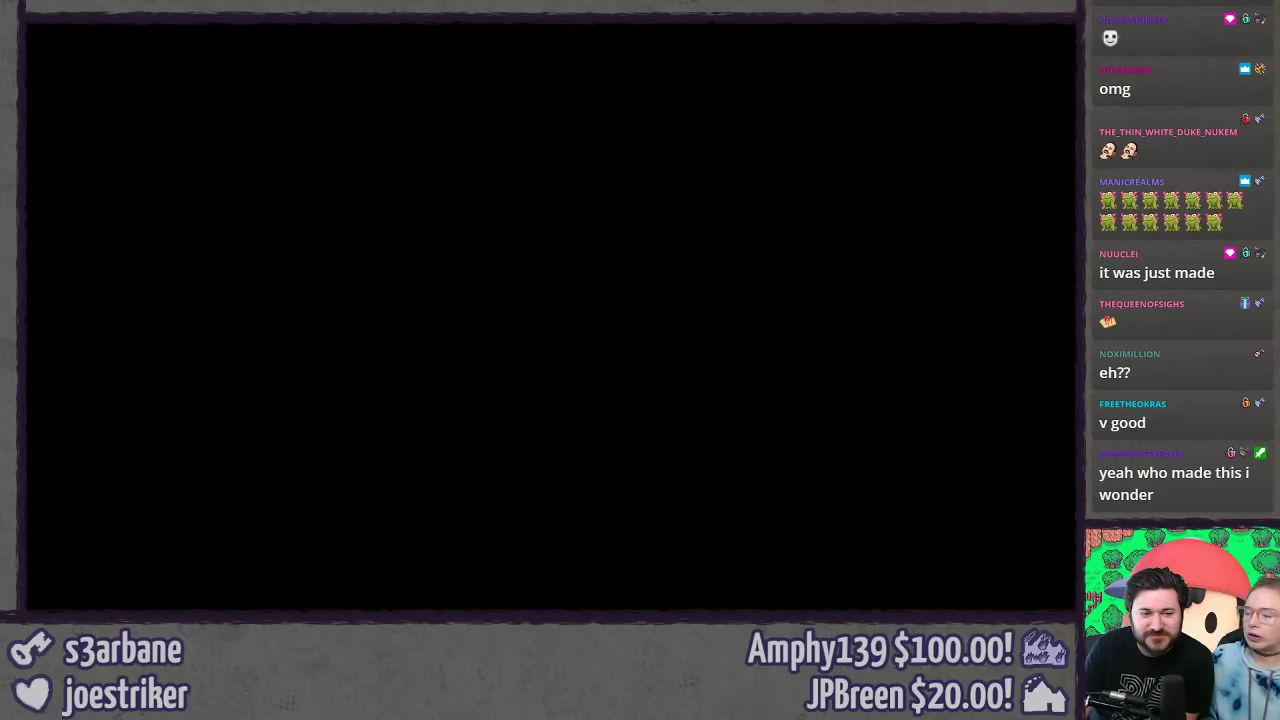 omg
THE_THIN_WHITE_DUKE_NUKEM
MANICREALMS
NUUCLEI
it was just made
THEQUEENOFSIGHS
NOXIMILLION
eh??
FREETHEOKRAS
v good
yeah who made this i
wonder
s3arbane
joestriker
Amphy139 $100.00!
JPBreen $20.00!